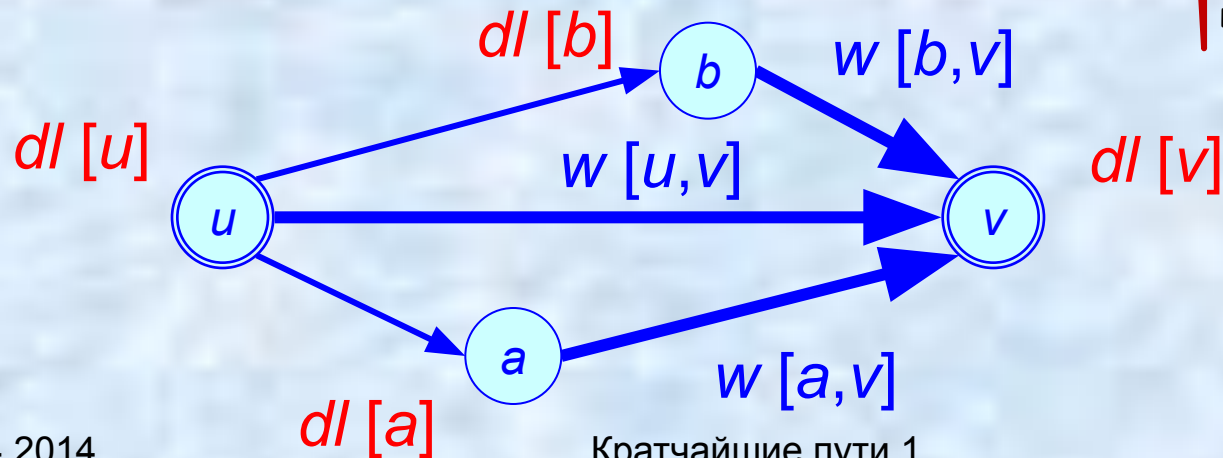 dl [b]
b
w [b,v]
dl [u]
w [u,v]
dl [v]
u
v
a
w [a,v]
dl [a]
2014
Кратчайшие пути 1